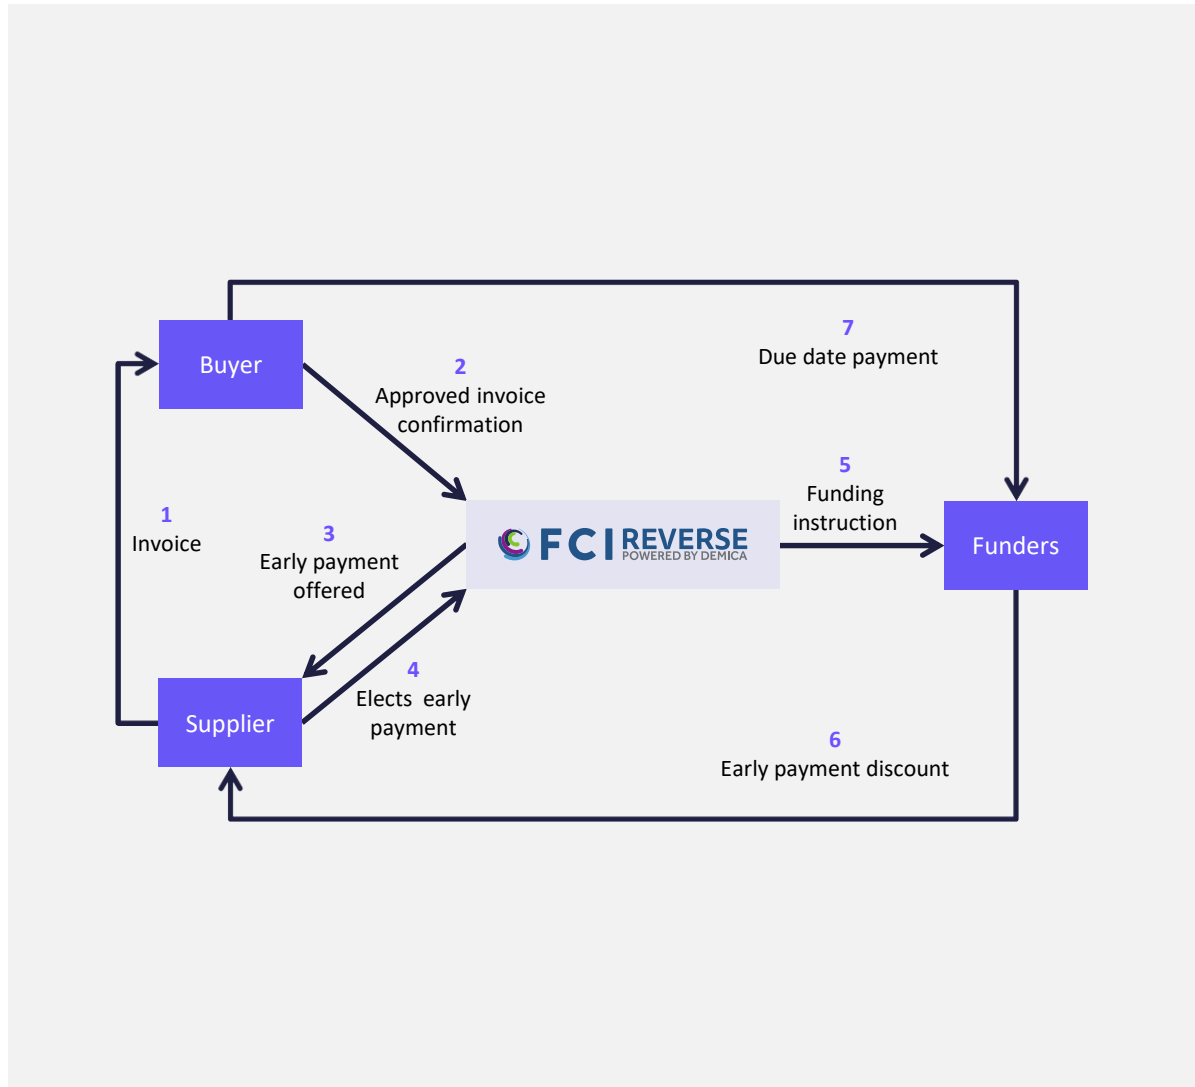 7
Due date payment
Buyer
2
Approved invoice
confirmation
5
Funding
instruction
1
Invoice
3
Early payment
offered
FCI REVERSE
POWERED BY DEMICA
Funders
4
Elects early
payment
Supplier
6
Early payment discount